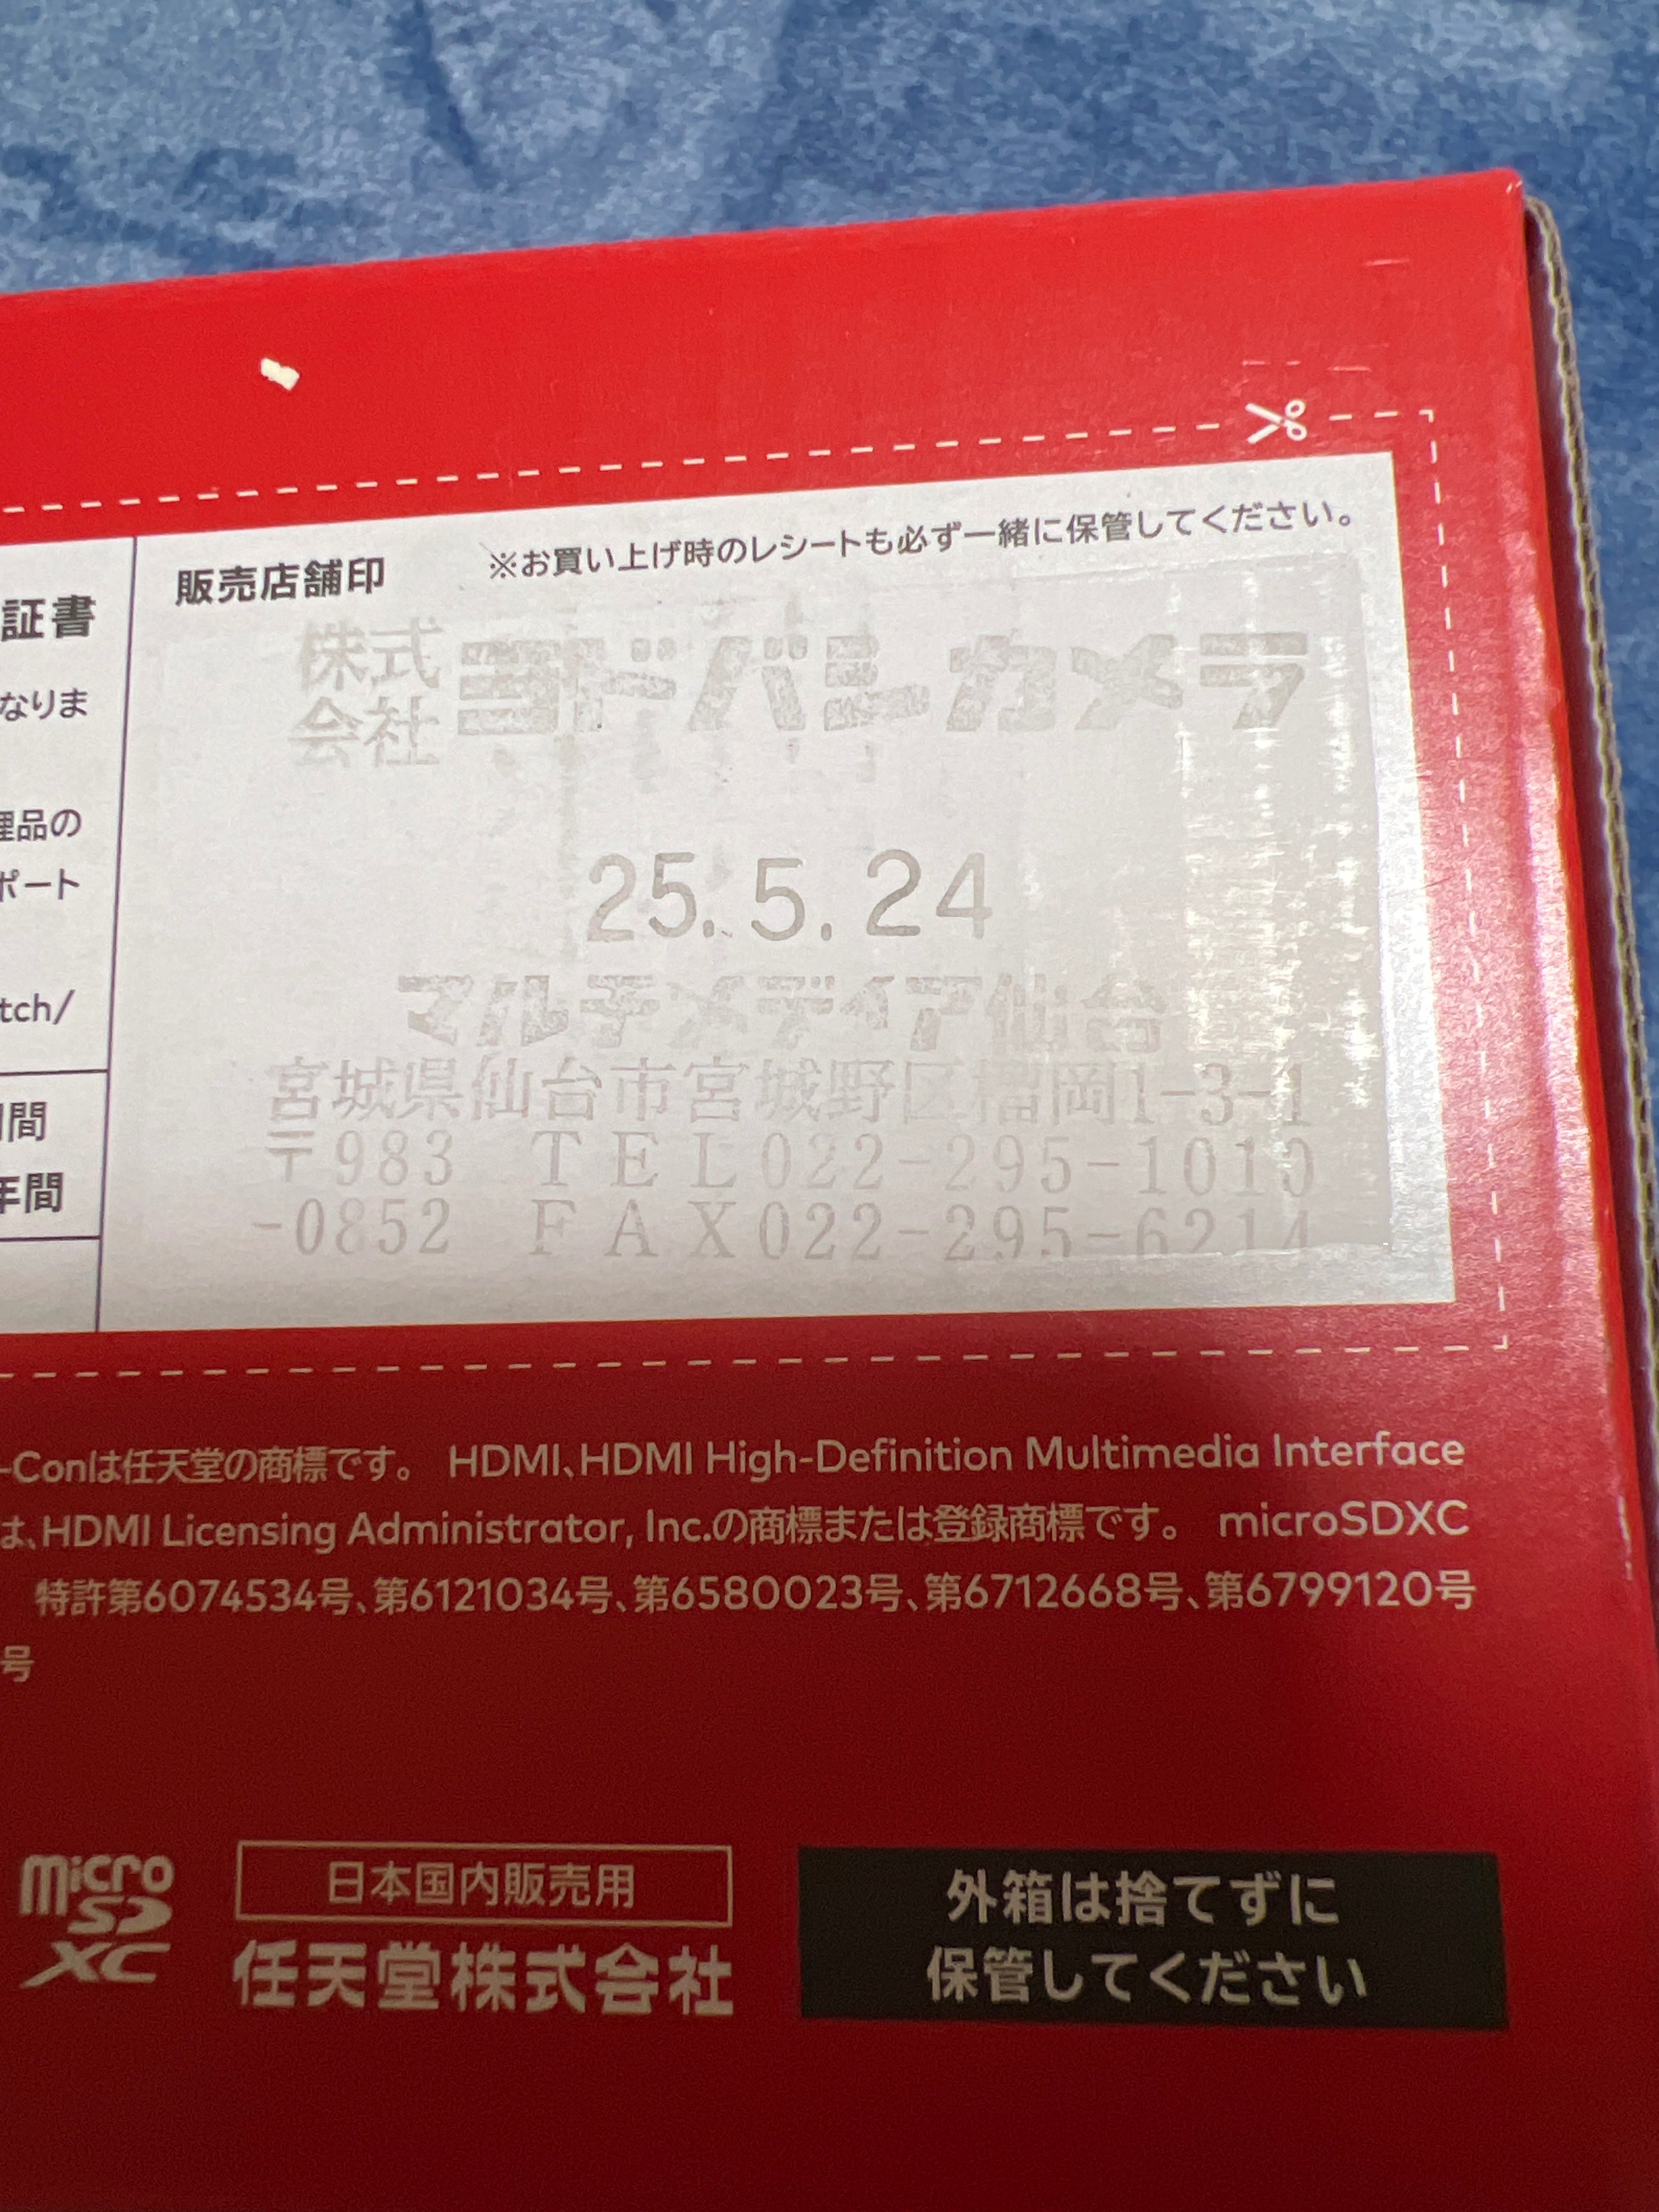 販売店舗印
※お買い上げ時のレシートも必ず一緒に保管してください。
証書
なりま
理品の
ポート
tch/
間
年間
株式会社 ヨドバシカメラ
25.5.24
マルチメディア仙台
宮城県仙台市宮城野区榴岡1-3-1
〒983 TEL022-295-1010
-0852 FAX022-295-6214
-Conは任天堂の商標です。 HDMI、HDMI High-Definition Multimedia Interface
は、HDMI Licensing Administrator, Inc.の商標または登録商標です。 microSDXC
特許第6074534号、第6121034号、第6580023号、第6712668号、第6799120号
号
micro
SD
XC
日本国内販売用
任天堂株式会社
外箱は捨てずに
保管してください